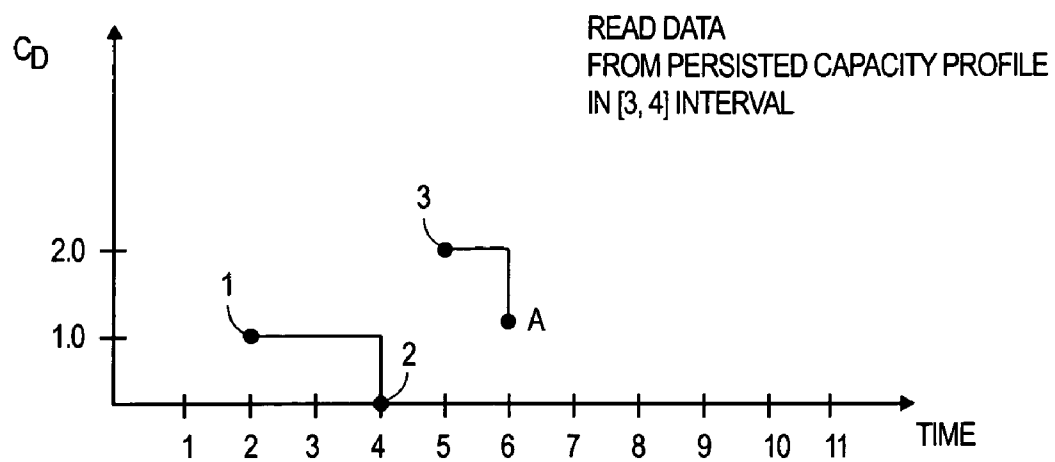 C_D
READ DATA
FROM PERSISTED CAPACITY PROFILE
IN [3, 4] INTERVAL
3
2.0
1
A
1.0
2
1 2 3 4 5 6 7 8 9 10 11
TIME